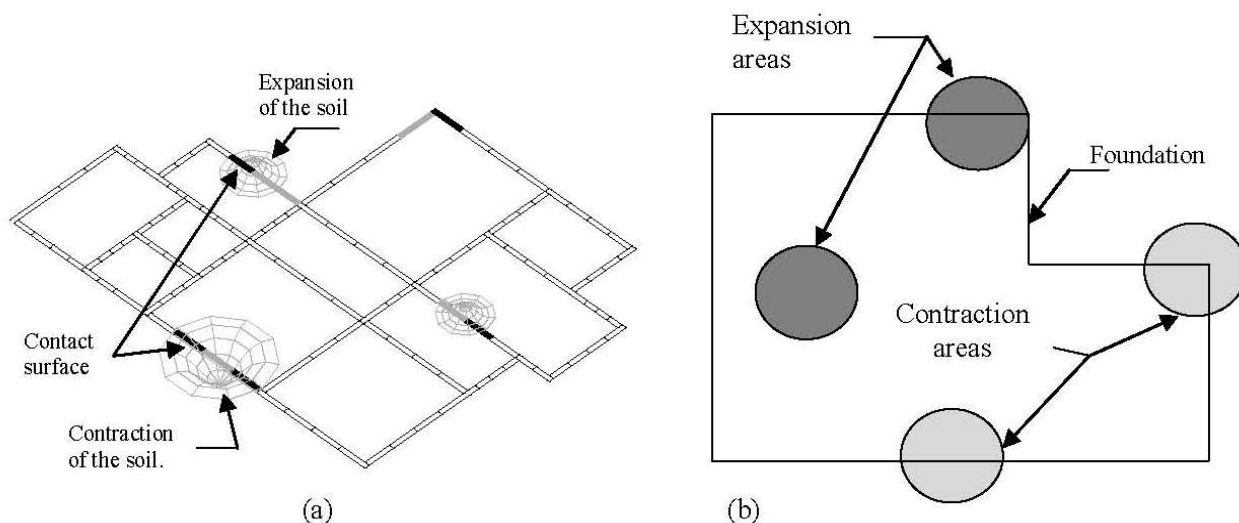 Expansion
of the soil
Contact
surface
Contraction
of the soil.
(a)
Expansion
areas
Foundation
Contraction
areas
(b)